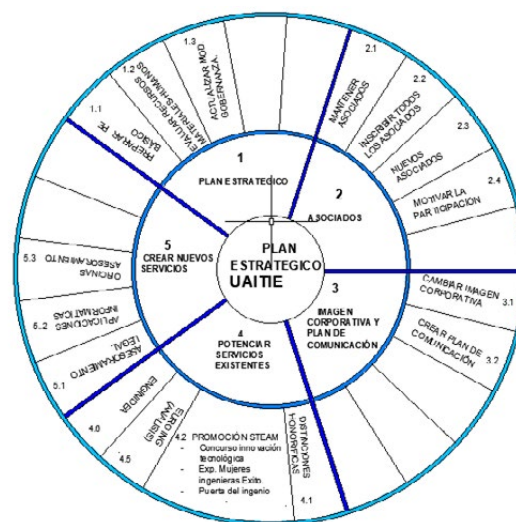 PLAN
ESTRATEGICO
UAITIE
1
PLAN ESTRATEGICO
1.1
PREPARAR PE
BASICO
1.2
EVALUAR RECURSOS
MATERIALES-HUMANOS
1.3
ACTUALIZAR MOD
GOBERNANZA.
2
ASOCIADOS
2.1
MANTENER
ASOCIADOS
2.2
INSCRIBIR TODOS
LOS ASOCIADOS
2.3
NUEVOS
ASOCIADOS
2.4
MOTIVAR LA
PARTICIPACIÓN
3
IMAGEN
CORPORATIVA Y
PLAN DE
COMUNICACIÓN
CAMBIAR IMAGEN
CORPORATIVA
3.1
CREAR PLAN DE
COMUNICACIÓN
3.2
4
POTENCIAR
SERVICIOS
EXISTENTES
DISTINCIONES
HONORIFICAS
4.1
4.2 PROMOCIÓN STEAM
- Concurso innovación
tecnológica
- Exp. Mujeres
ingenieras Exito
- Puerta del ingenio
EURO ING
(ANALISIS)
4.5
ENGINIDER
4.6
5
CREAR NUEVOS
SERVICIOS
ASESORAMIENTO
LEGAL
5.1
APLICACIONES
INFORMATICAS
5.2
OFICINAS
ASESORAMIENTO
5.3